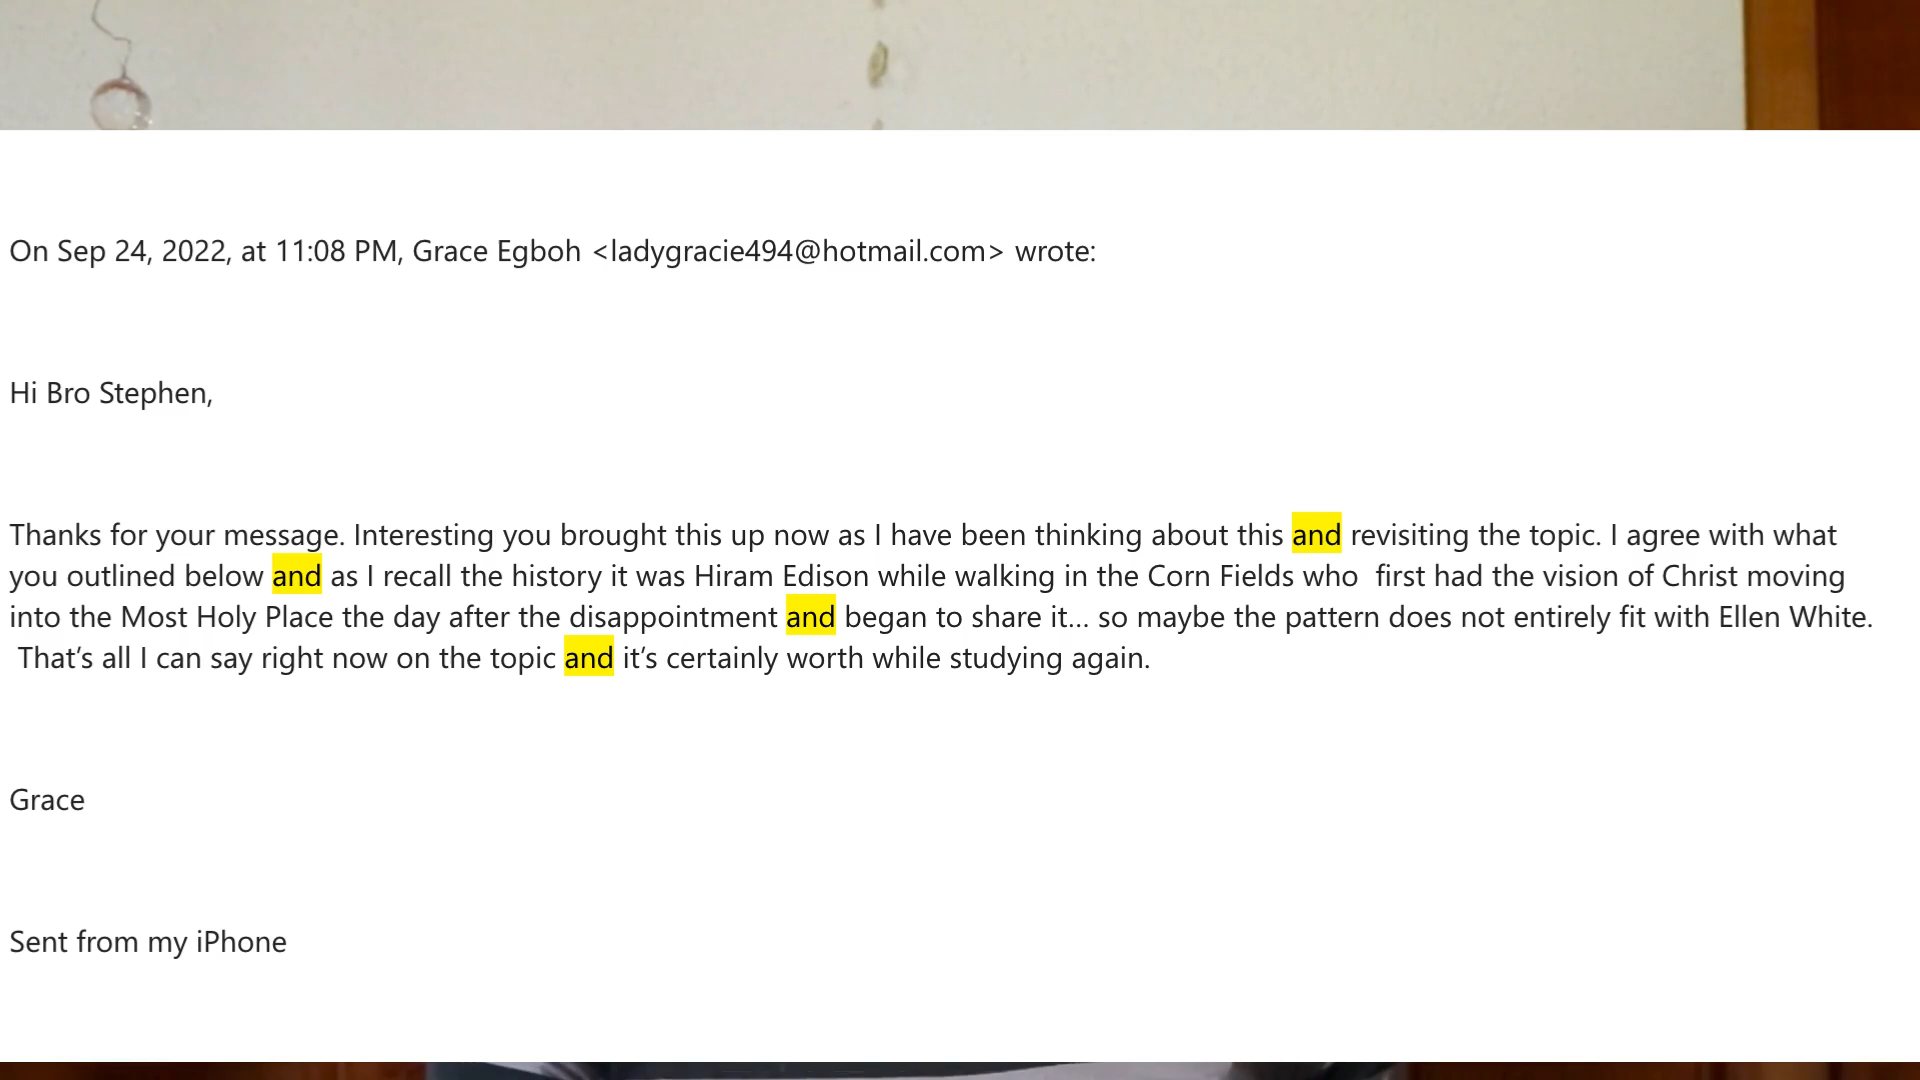 On Sep 24, 2022, at 11:08 PM, Grace Egboh <ladygracie494@hotmail.com> wrote:
Hi Bro Stephen,
Thanks for your message. Interesting you brought this up now as I have been thinking about this and revisiting the topic. I agree with what
you outlined below and as I recall the history it was Hiram Edison while walking in the Corn Fields who  first had the vision of Christ moving
into the Most Holy Place the day after the disappointment and began to share it... so maybe the pattern does not entirely fit with Ellen White.
That’s all I can say right now on the topic and it’s certainly worth while studying again.
Grace
Sent from my iPhone